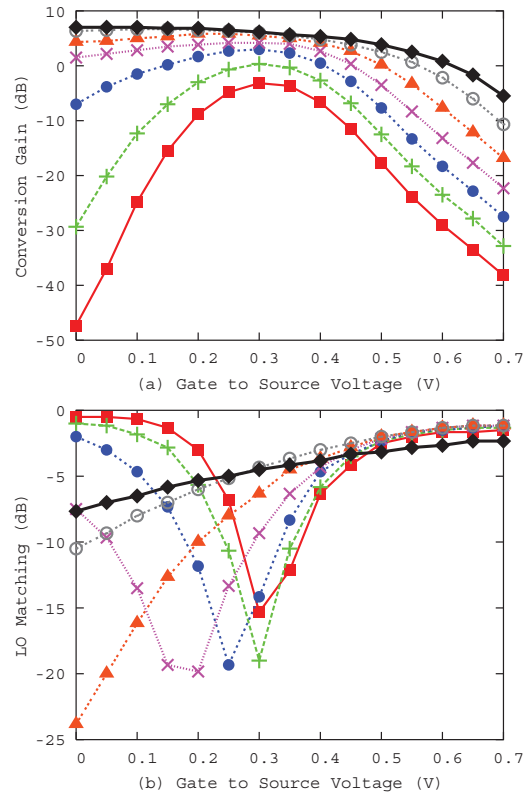 10
0
-10
-20
-30
-40
-50
Conversion Gain (dB)
0 0.1 0.2 0.3 0.4 0.5 0.6 0.7
(a) Gate to Source Voltage (V)
0
-5
-10
-15
-20
-25
LO Matching (dB)
0 0.1 0.2 0.3 0.4 0.5 0.6 0.7
(b) Gate to Source Voltage (V)